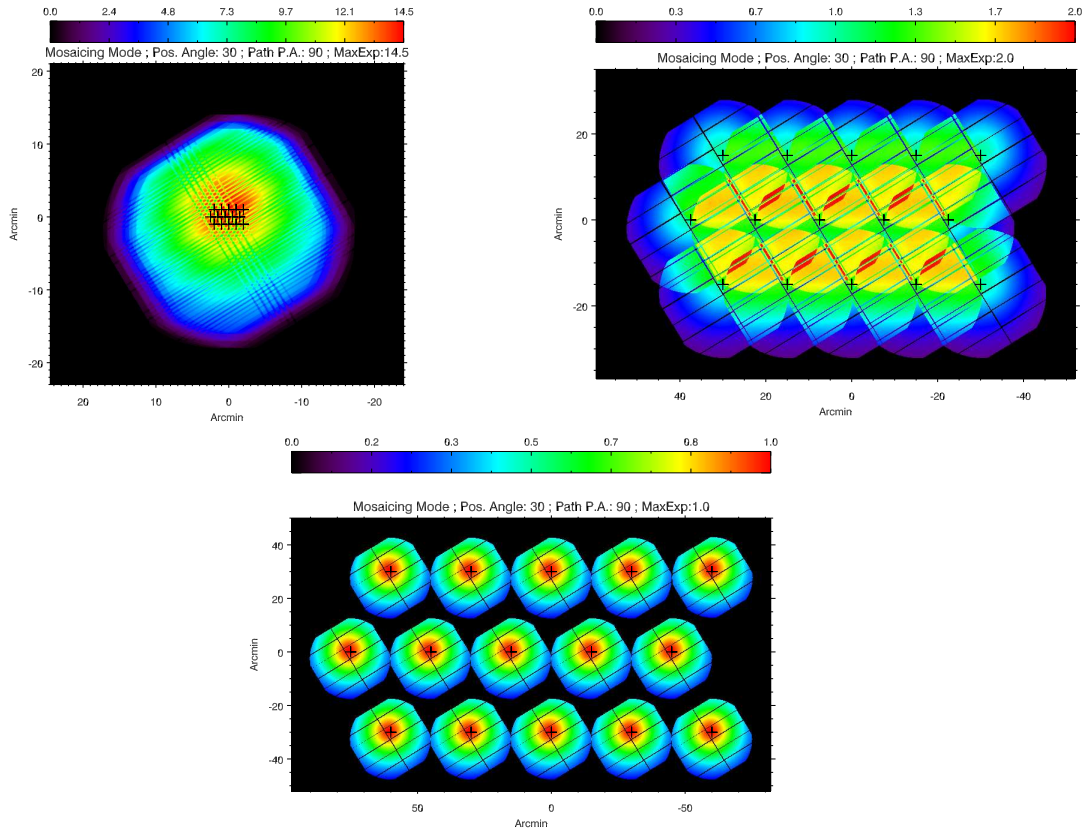 0.0 2.4 4.8 7.3 9.7 12.1 14.5
Mosaicing Mode ; Pos. Angle: 30 ; Path P.A.: 90 ; MaxExp:14.5
20
10
0
-10
-20
Arcmin
20 10 0 -10 -20
Arcmin
0.0 0.3 0.7 1.0 1.3 1.7 2.0
Mosaicing Mode ; Pos. Angle: 30 ; Path P.A.: 90 ; MaxExp:2.0
20
0
-20
Arcmin
40 20 0 -20 -40
Arcmin
0.0 0.2 0.3 0.5 0.7 0.8 1.0
Mosaicing Mode ; Pos. Angle: 30 ; Path P.A.: 90 ; MaxExp:1.0
40
20
0
-20
-40
Arcmin
50 0 -50
Arcmin